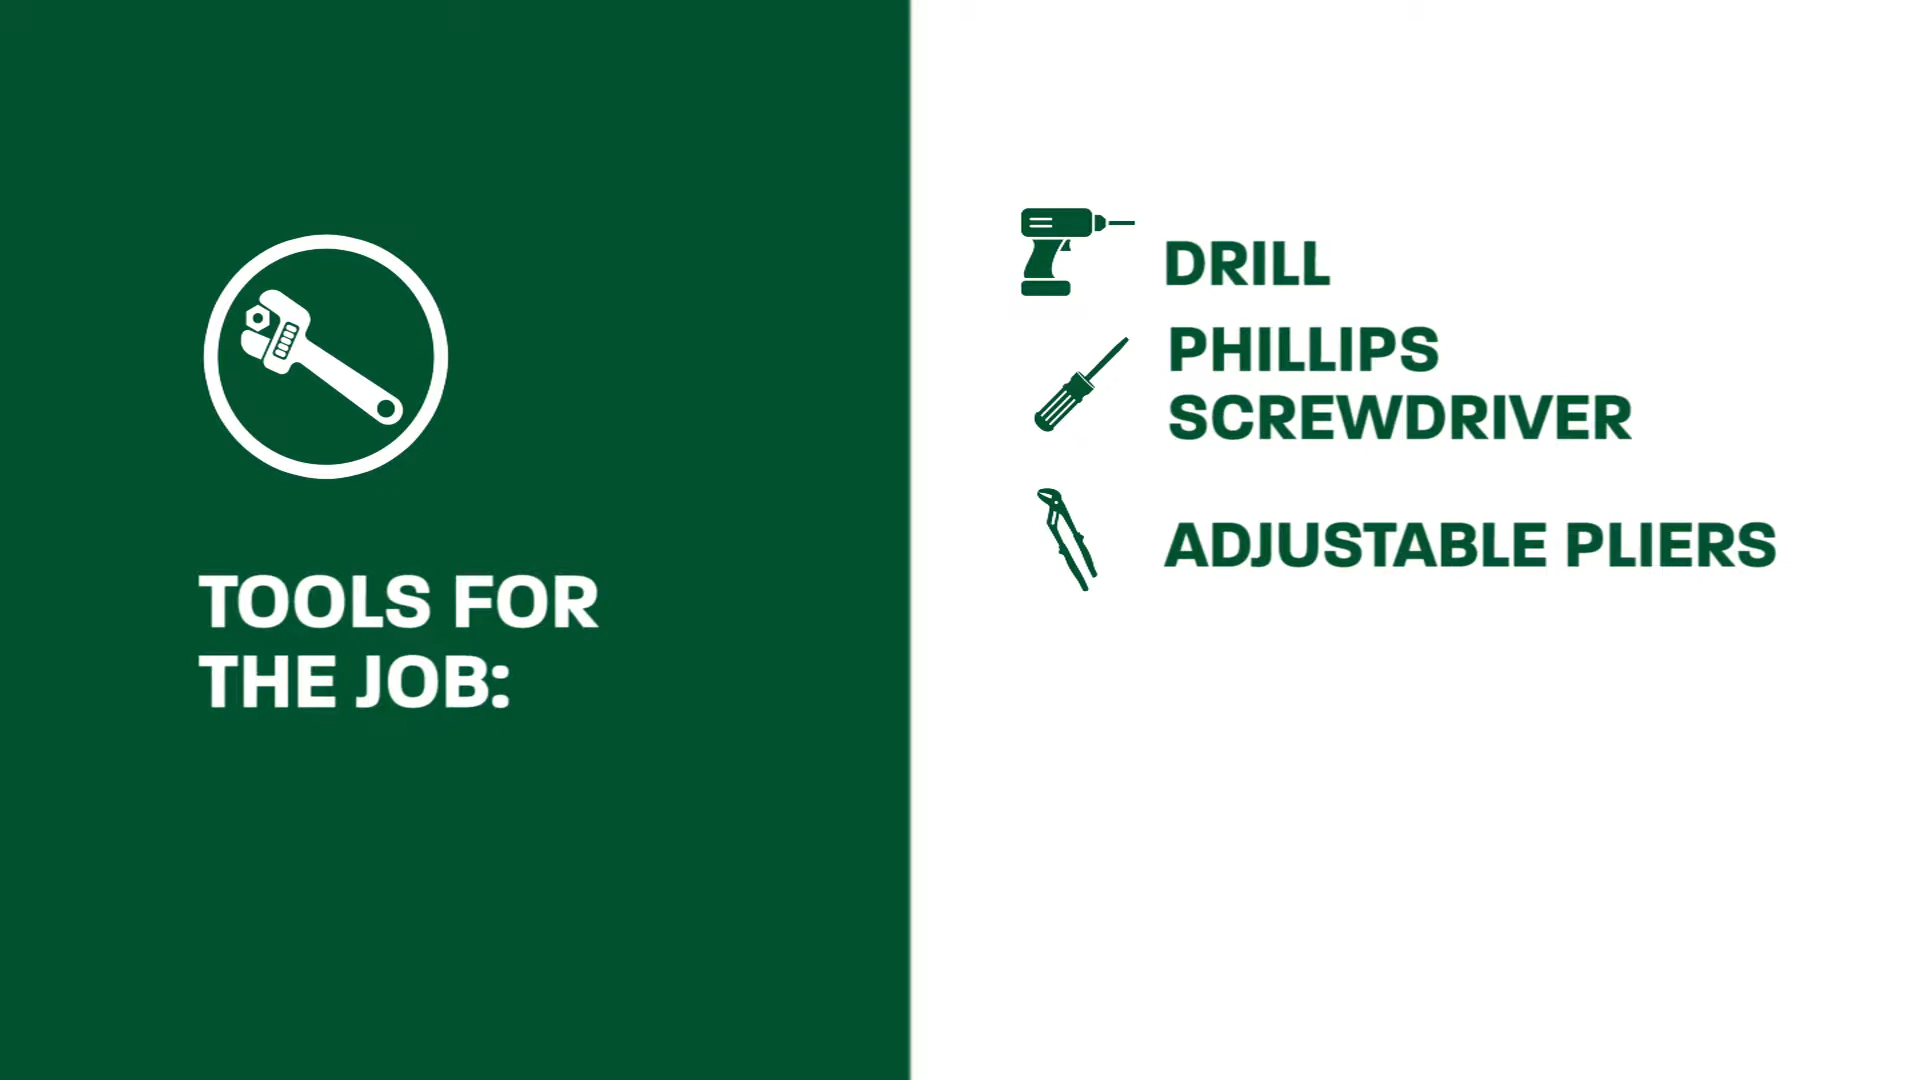 TOOLS FOR
THE JOB:
DRILL
PHILLIPS
SCREWDRIVER
ADJUSTABLE PLIERS